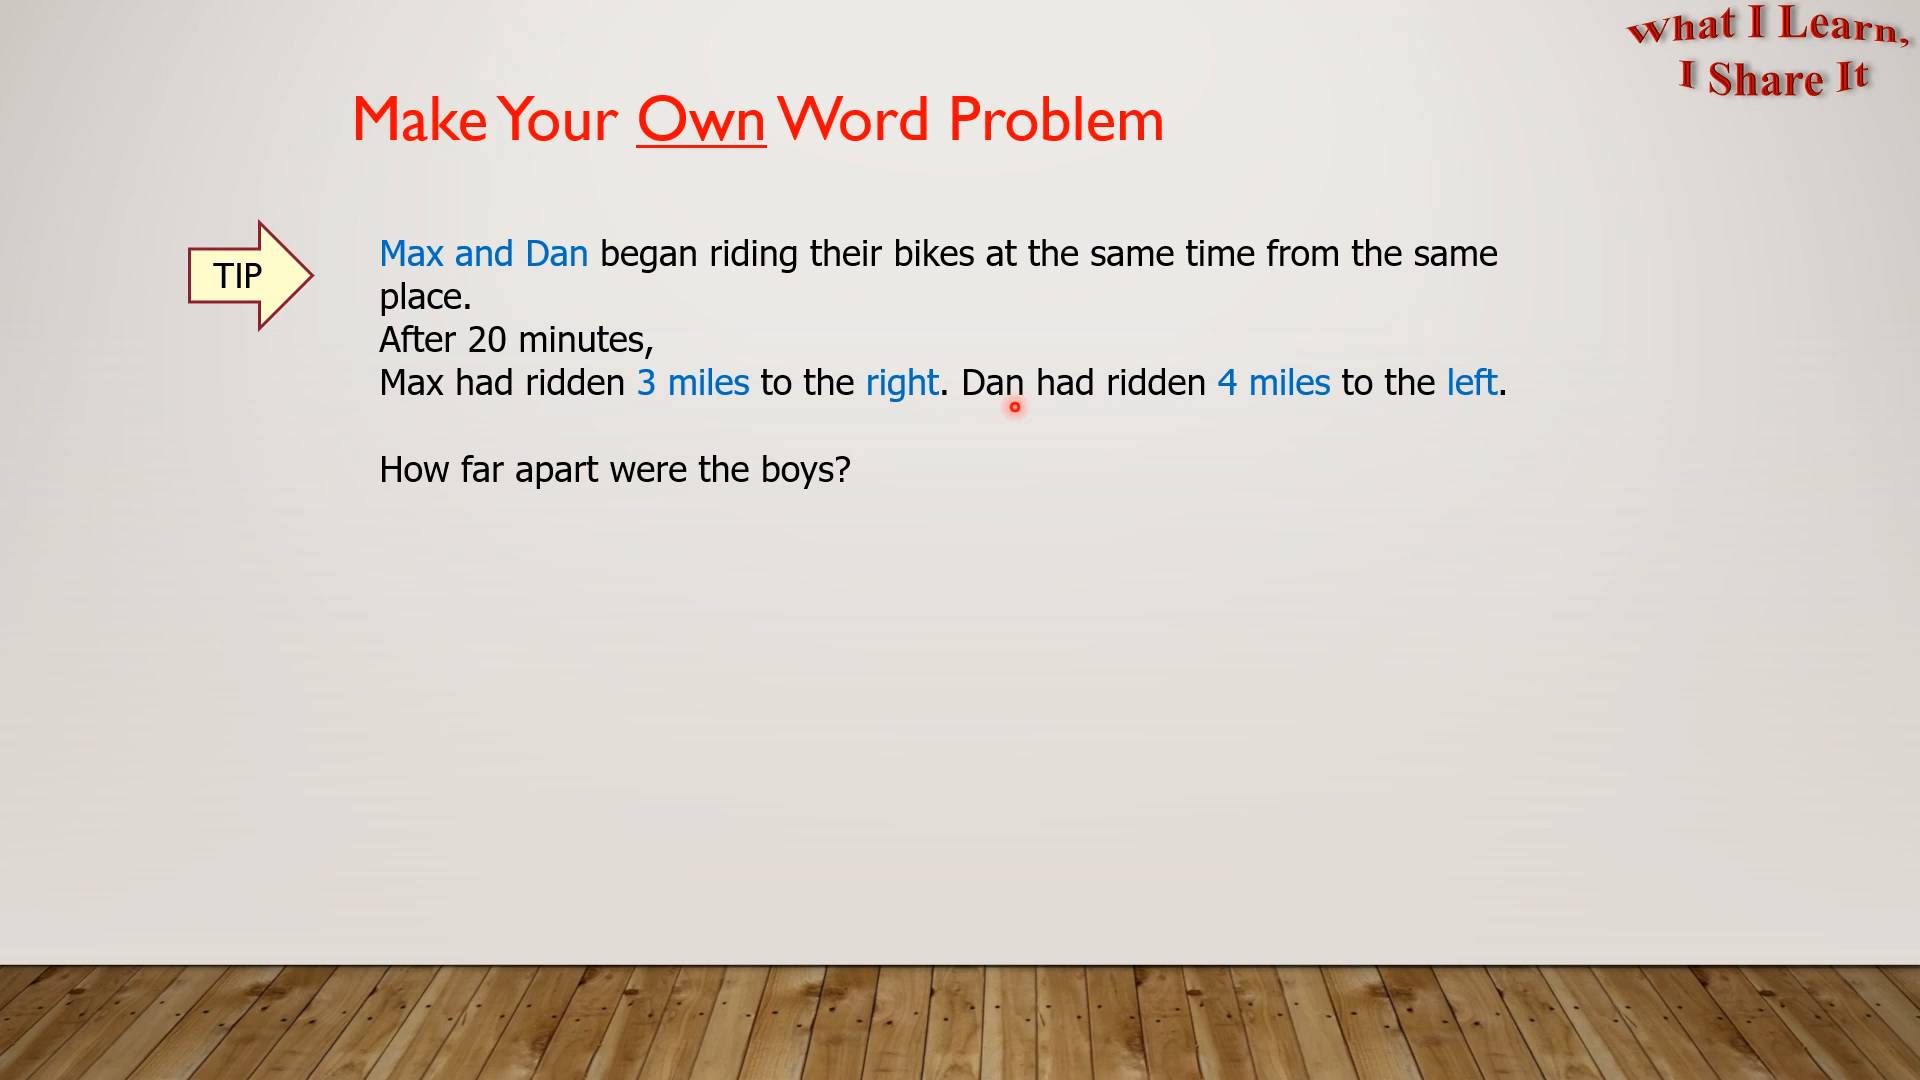 What I Learn,
I Share It
Make Your Own Word Problem
TIP
Max and Dan began riding their bikes at the same time from the same
place.
After 20 minutes,
Max had ridden 3 miles to the right. Dan had ridden 4 miles to the left.
How far apart were the boys?